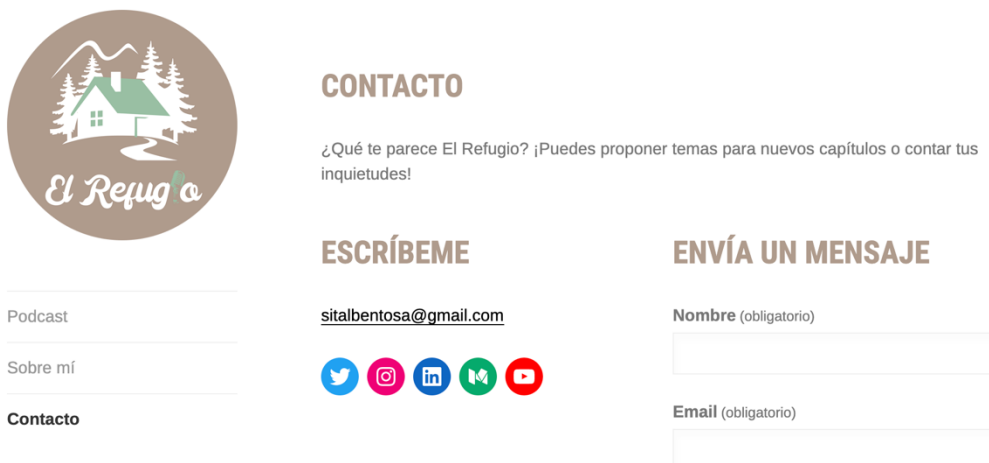 El Refugio
Podcast
Sobre mí
Contacto
CONTACTO
¿Qué te parece El Refugio? ¡Puedes proponer temas para nuevos capítulos o contar tus
inquietudes!
ESCRÍBEME
sitalbentosa@gmail.com
ENVÍA UN MENSAJE
Nombre (obligatorio)
Email (obligatorio)